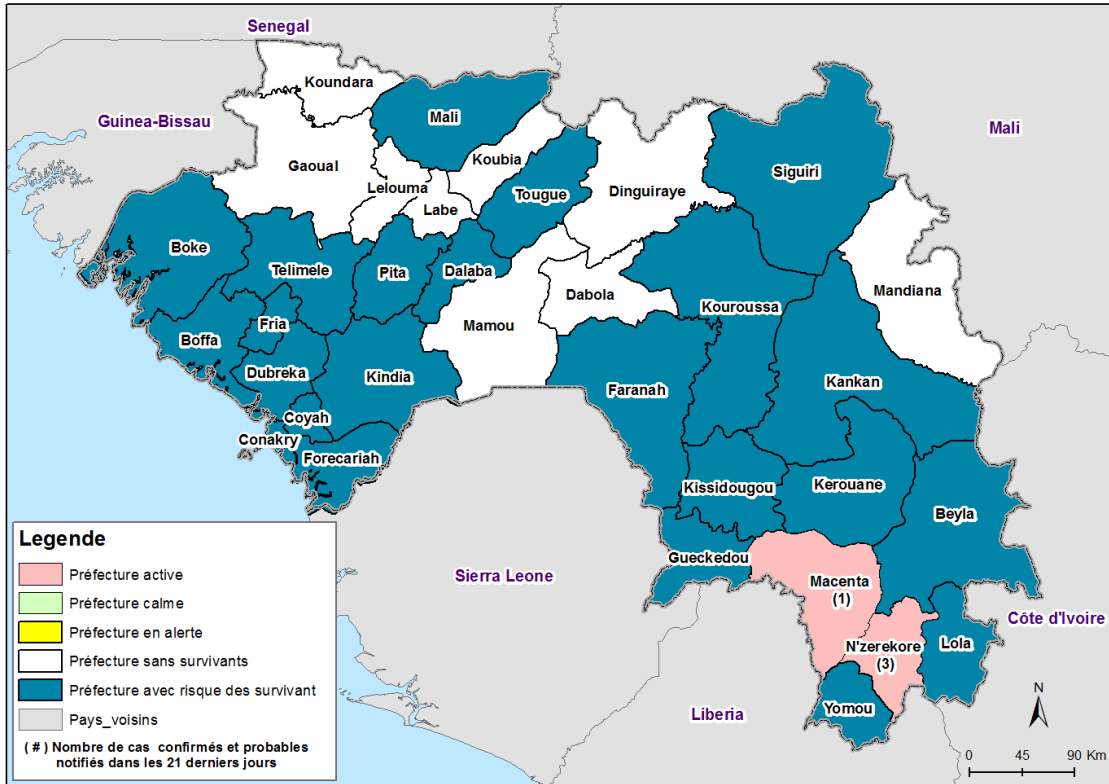 Senegal
Koundara
Guinea-Bissau
Mali
Mali
Gaoual
Koubia
Lelouma
Labe
Tougue
Dinguiraye
Siguiri
Boke
Telimele
Pita
Dalaba
Dabola
Mandiana
Kouroussa
Fria
Mamou
Boffa
Dubreka
Kindia
Faranah
Kankan
Coyah
Conakry
Forecariah
Kissidougou
Kerouane
Beyla
Gueckedou
Sierra Leone
Macenta
(1)
Côte d'Ivoire
N'zerekore
(3)
Lola
Yomou
Liberia
Legende
Préfecture active
Préfecture calme
Préfecture en alerte
Préfecture sans survivants
Préfecture avec risque des survivant
Pays_voisins
( # ) Nombre de cas confirmés et probables
notifiés dans les 21 derniers jours
N
0 45 90 Km